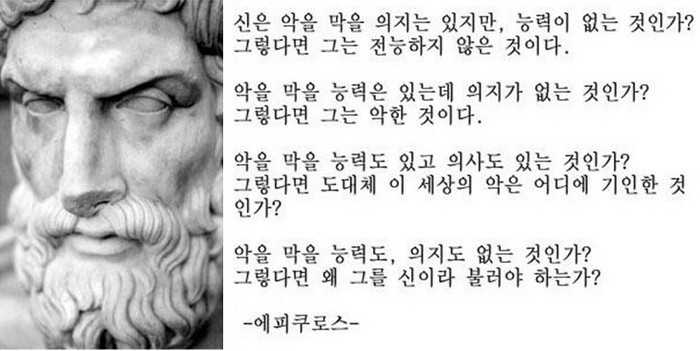 신은 악을 막을 의지는 있지만, 능력이 없는 것인가?
그렇다면 그는 전능하지 않은 것이다.
악을 막을 능력은 있는데 의지가 없는 것인가?
그렇다면 그는 악한 것이다.
악을 막을 능력도 있고 의사도 있는 것인가?
그렇다면 도대체 이 세상의 악은 어디에 기인한 것
인가?
악을 막을 능력도, 의지도 없는 것인가?
그렇다면 왜 그를 신이라 불러야 하는가?
-에피쿠로스-